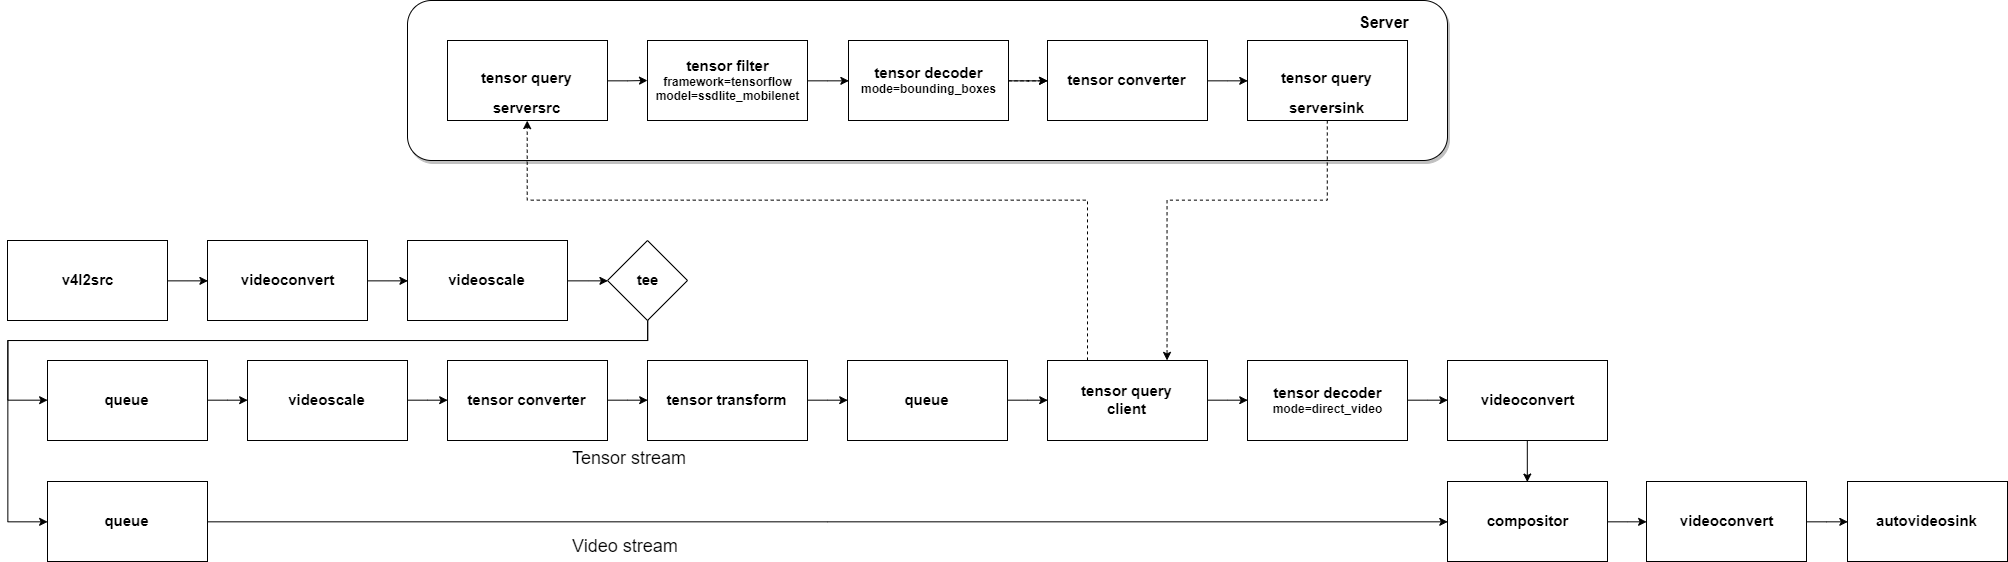 Server
tensor query
serversrc
tensor filter
framework=tensorflow
model=ssdlite_mobilenet
tensor decoder
mode=bounding_boxes
tensor converter
tensor query
serversink
v4l2src
videoconvert
videoscale
tee
queue
videoscale
tensor converter
tensor transform
queue
tensor query
client
tensor decoder
mode=direct_video
videoconvert
Tensor stream
queue
compositor
videoconvert
autovideosink
Video stream